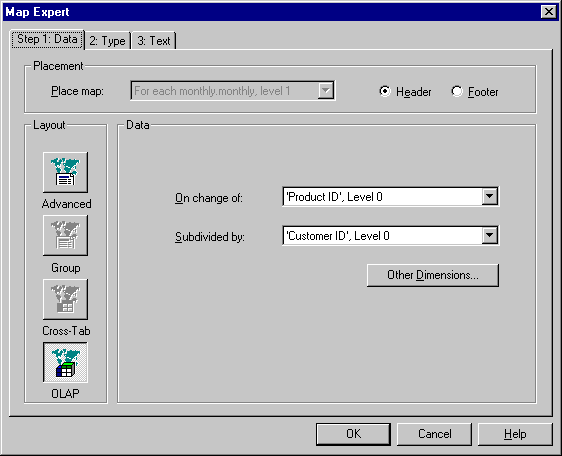 Map Expert
Step 1: Data
2: Type
3: Text
Placement
Place map:
For each monthly.monthly, level 1
Header
Footer
Layout
Data
Advanced
Group
Cross-Tab
OLAP
On change of:
'Product ID', Level 0
Subdivided by:
'Customer ID', Level 0
Other Dimensions...
OK
Cancel
Help